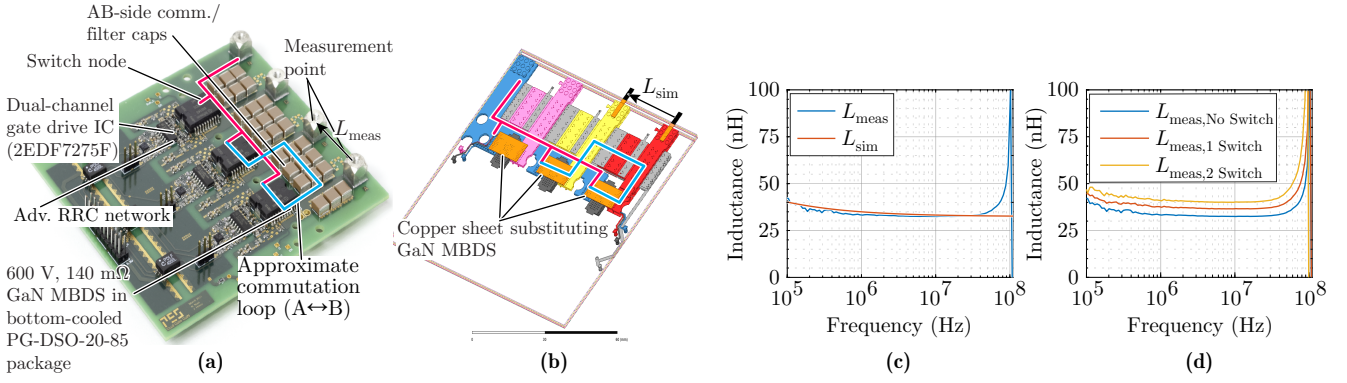 AB-side comm./
filter caps
Switch node
Dual-channel
gate drive IC
(2EDF7275F)
Adv. RRC network
600 V, 140 mΩ
GaN MBDS in
bottom-cooled
PG-DSO-20-85
package
Measurement
point
L_meas
Approximate
commutation
loop (A↔B)
PES
(a)
L_sim
Copper sheet substituting
GaN MBDS
(b)
Inductance (nH)
100
75
50
25
0
L_meas
L_sim
10^5 10^6 10^7 10^8
Frequency (Hz)
(c)
Inductance (nH)
100
75
50
25
0
L_meas,No Switch
L_meas,1 Switch
L_meas,2 Switch
10^5 10^6 10^7 10^8
Frequency (Hz)
(d)